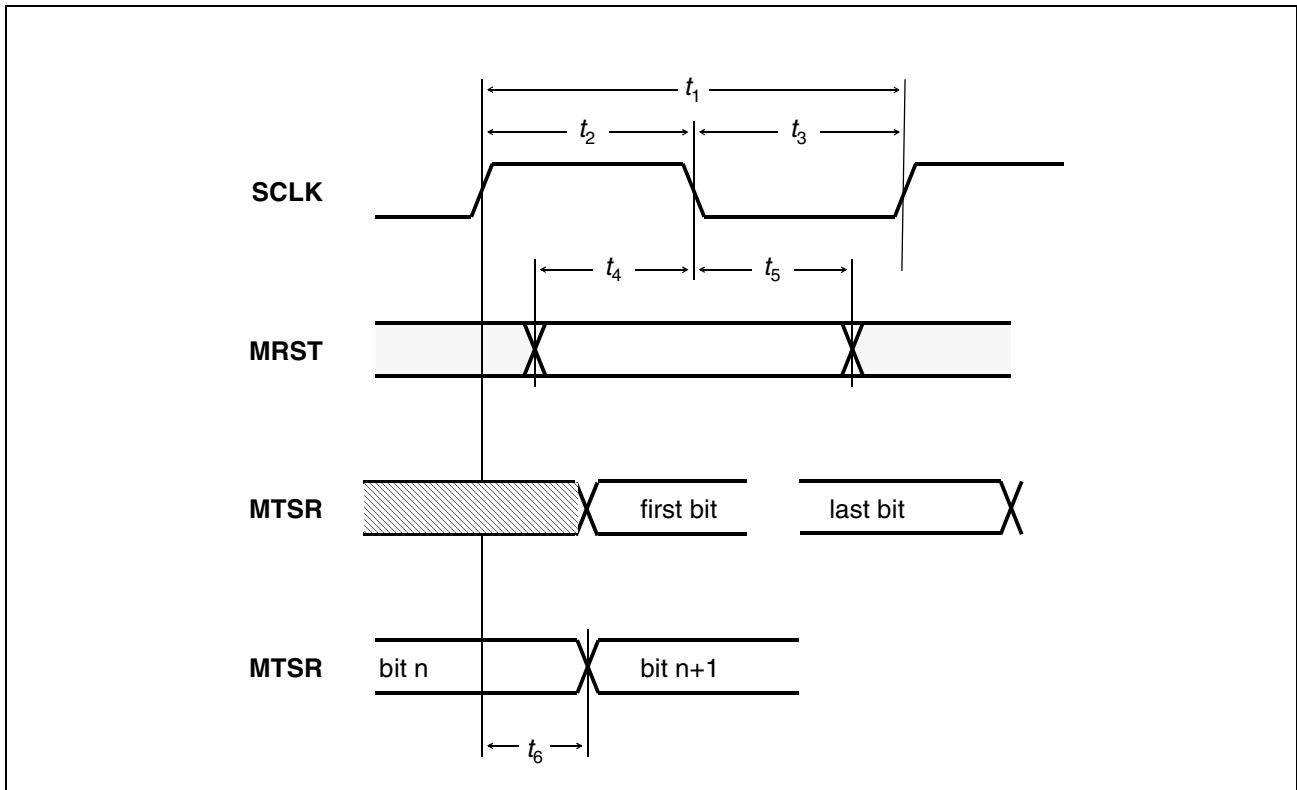 t1
t2 t3
SCLK
t4 t5
MRST
MTSR first bit last bit
MTSR bit n bit n+1
t6